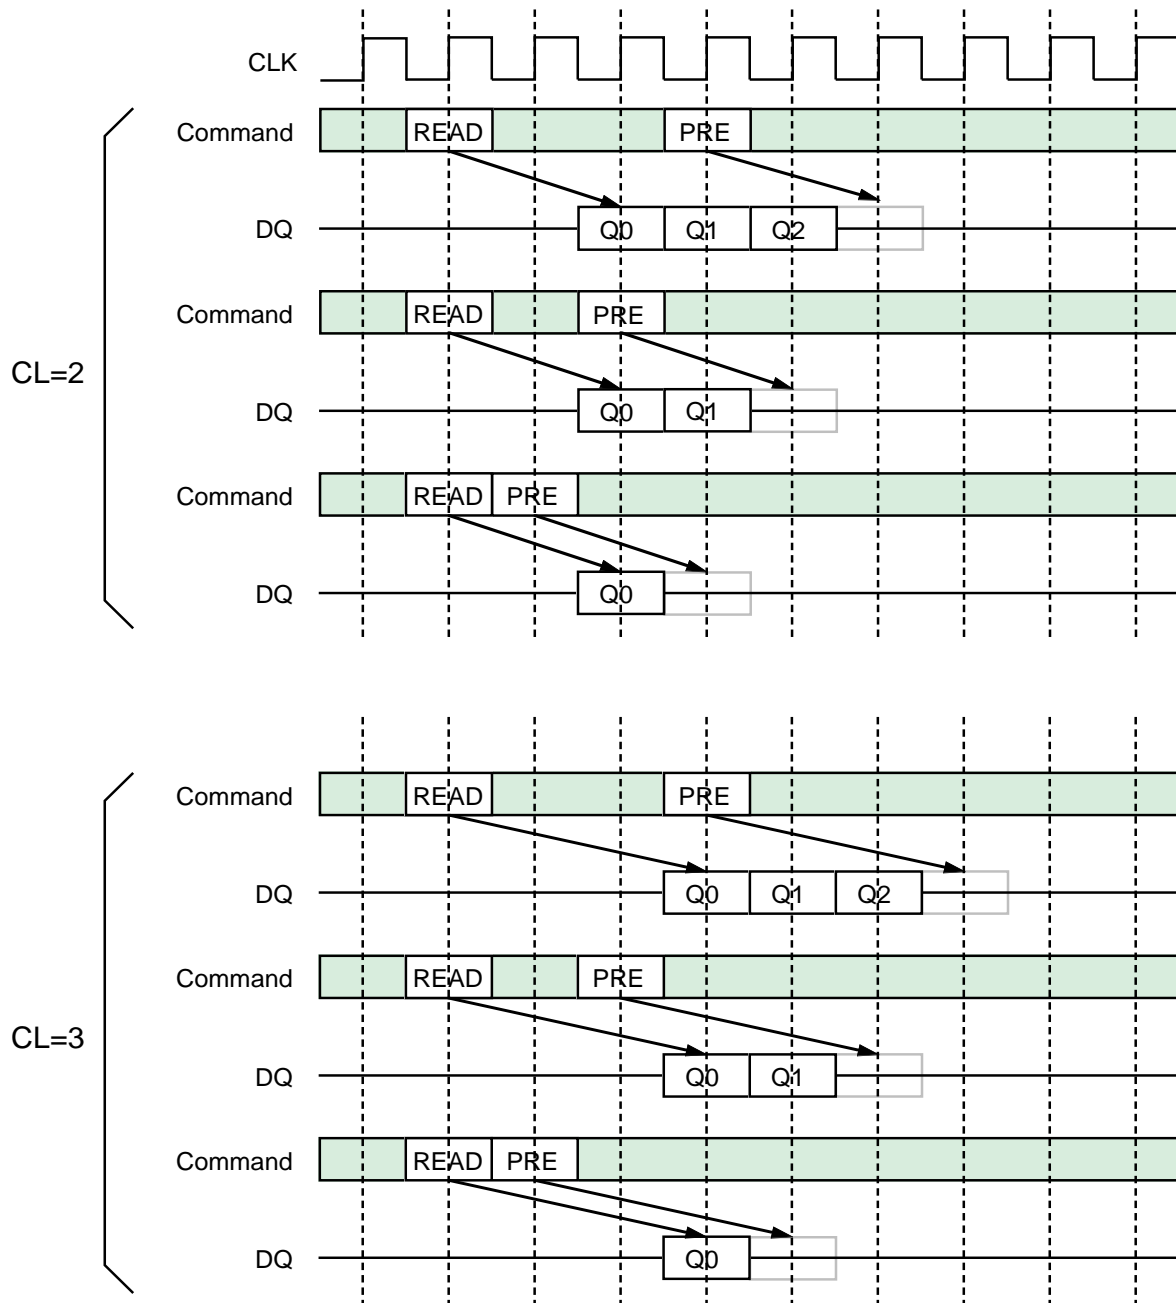 CLK
Command READ PRE
DQ Q0 Q1 Q2
Command READ PRE
CL=2
DQ Q0 Q1
Command READ PRE
DQ Q0
Command READ PRE
DQ Q0 Q1 Q2
Command READ PRE
CL=3
DQ Q0 Q1
Command READ PRE
DQ Q0